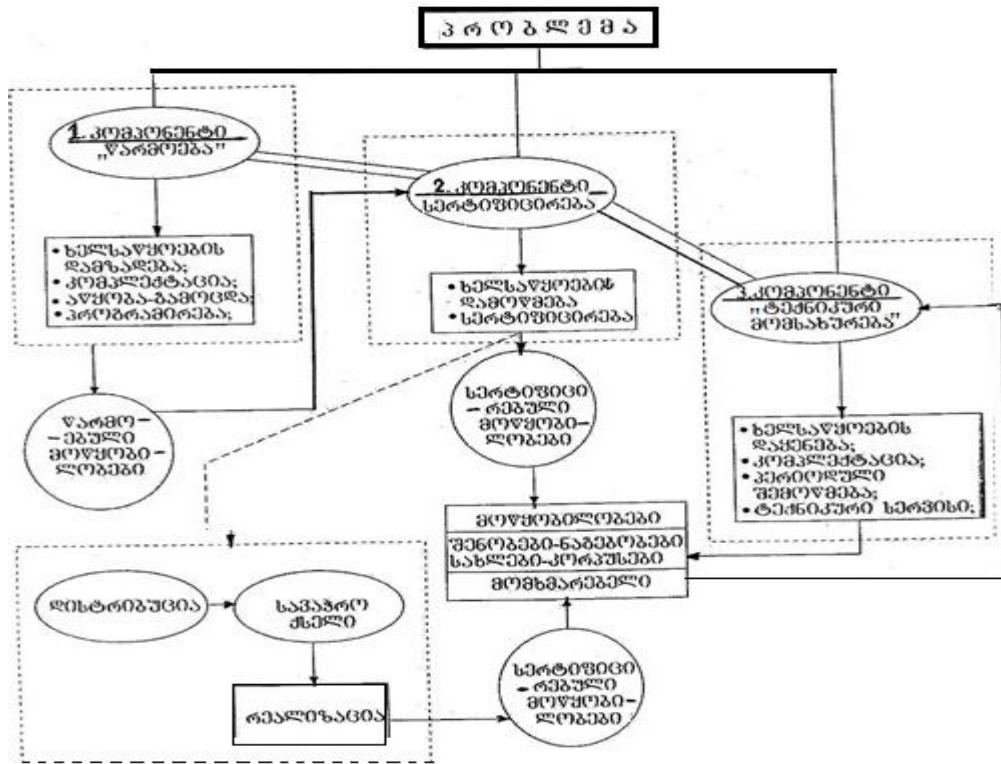 პრობლემა
1. კომპონენტი
„წარმოება"
2. კომპონენტი
სერტიფიცირება
3. კომპონენტი
„ტექნიკური
მომსახურება"
• ხელსაწყოების
დამზადება;
• კომპლექტაცია;
• აწყობა-გამოცდა;
• პროგრამირება;
• ხელსაწყოების
დამოწმება
• სერტიფიცირება
• ხელსაწყოების
დაყენება;
• კომპლექტაცია;
• პერიოდული
შემოწმება;
• ტექნიკური სერვისი;
წარმო-
-ებული
მოწყობი-
ლობები
სერტიფიცი
-რებული
მოწყობი-
ლობები
მოწყობილობები
შენობები-ნაგებობები
სახლები-კორპუსები
მომხმარებელი
დისტრიბუცია
სავაჭრო
ქსელი
რეალიზაცია
სერტიფიცი
-რებული
მოწყობი-
ლობები